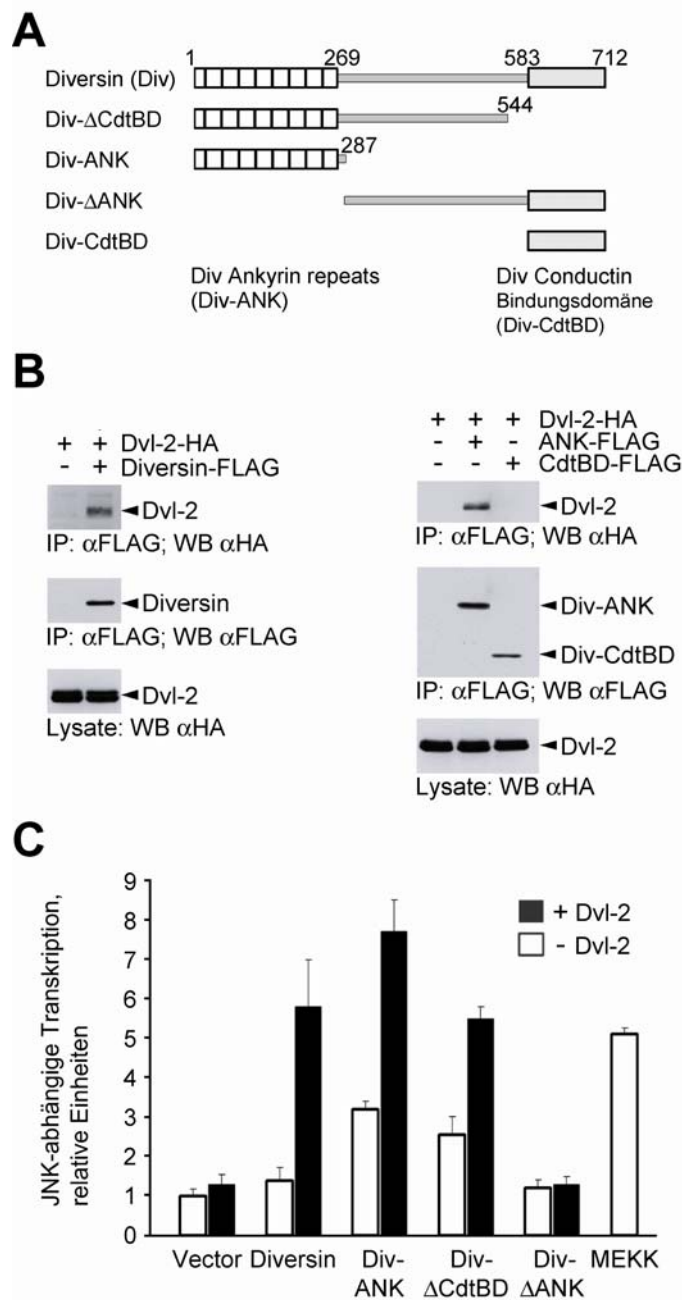 A
1 269 583 712
Diversin (Div)
544
Div-ΔCdtBD
287
Div-ANK
Div-ΔANK
Div-CdtBD
Div Ankyrin repeats
(Div-ANK)
Div Conductin
Bindungsdomäne
(Div-CdtBD)
B
+ + Dvl-2-HA
- + Diversin-FLAG
Dvl-2
IP: αFLAG; WB αHA
Diversin
IP: αFLAG; WB αFLAG
Dvl-2
Lysate: WB αHA
+ + + Dvl-2-HA
- + - ANK-FLAG
- - + CdtBD-FLAG
Dvl-2
IP: αFLAG; WB αHA
Div-ANK
Div-CdtBD
IP: αFLAG; WB αFLAG
Dvl-2
Lysate: WB αHA
C
JNK-abhängige Transkription,
relative Einheiten
9
8
7
6
5
4
3
2
1
0
+ Dvl-2
- Dvl-2
Vector Diversin Div- Div- Div- MEKK
ANK ΔCdtBD ΔANK